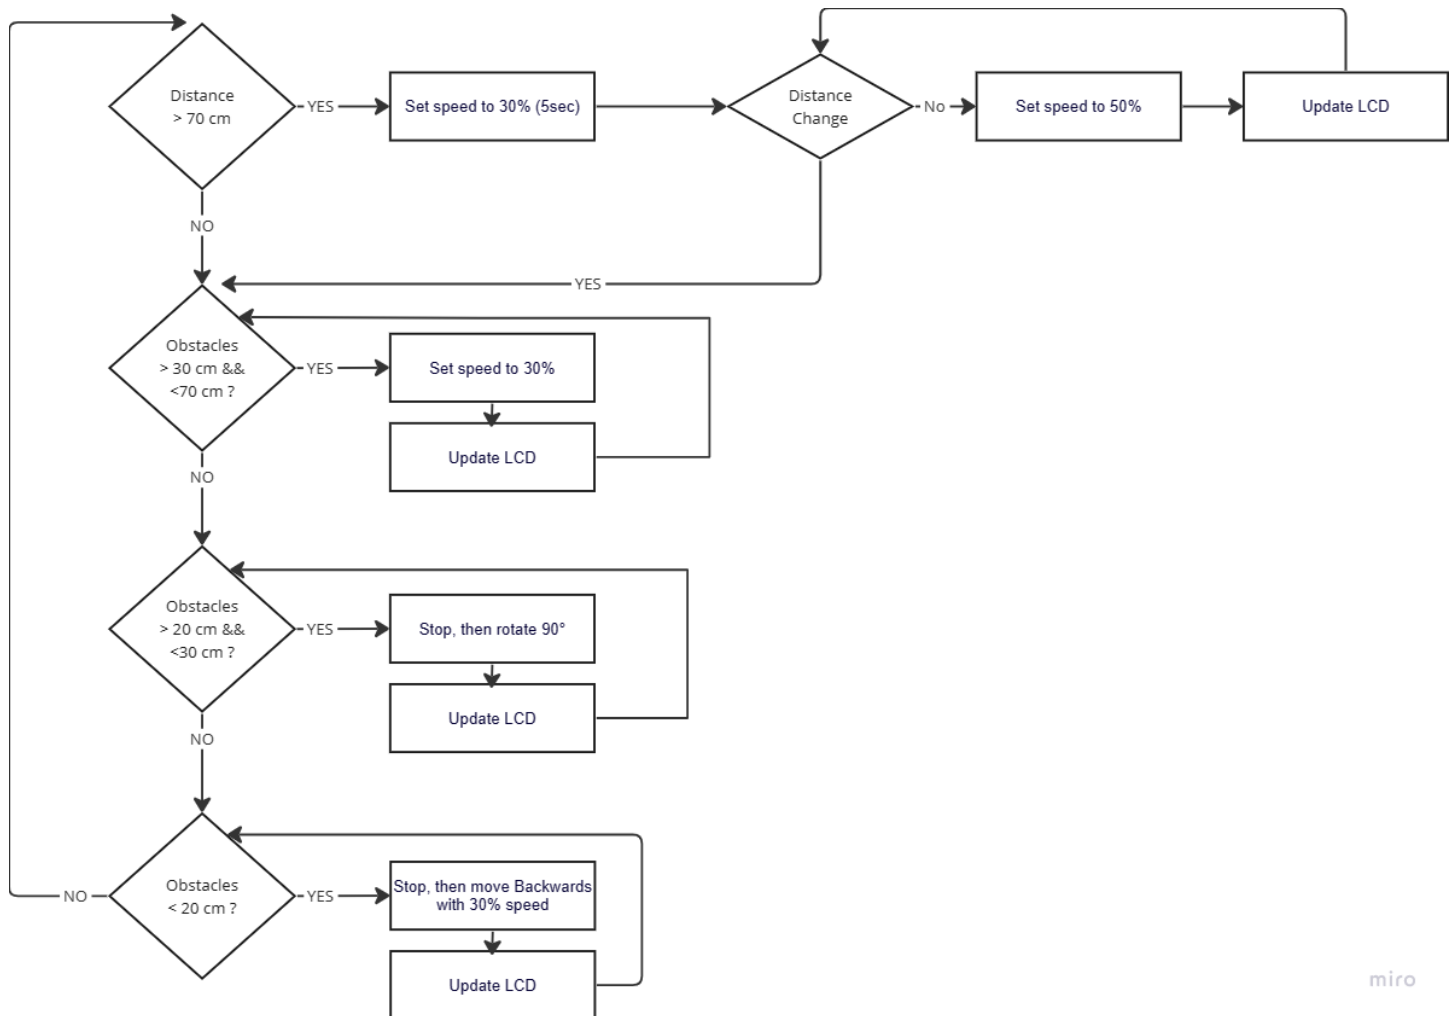 Distance
> 70 cm
YES
Set speed to 30% (5sec)
Distance
Change
No
Set speed to 50%
Update LCD
NO
YES
Obstacles
> 30 cm &&
<70 cm ?
YES
Set speed to 30%
Update LCD
NO
Obstacles
> 20 cm &&
<30 cm ?
YES
Stop, then rotate 90°
Update LCD
NO
Obstacles
< 20 cm ?
NO
YES
Stop, then move Backwards
with 30% speed
Update LCD
miro